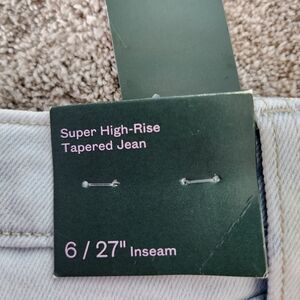 Super High-Rise
Tapered Jean
6 / 27" Inseam